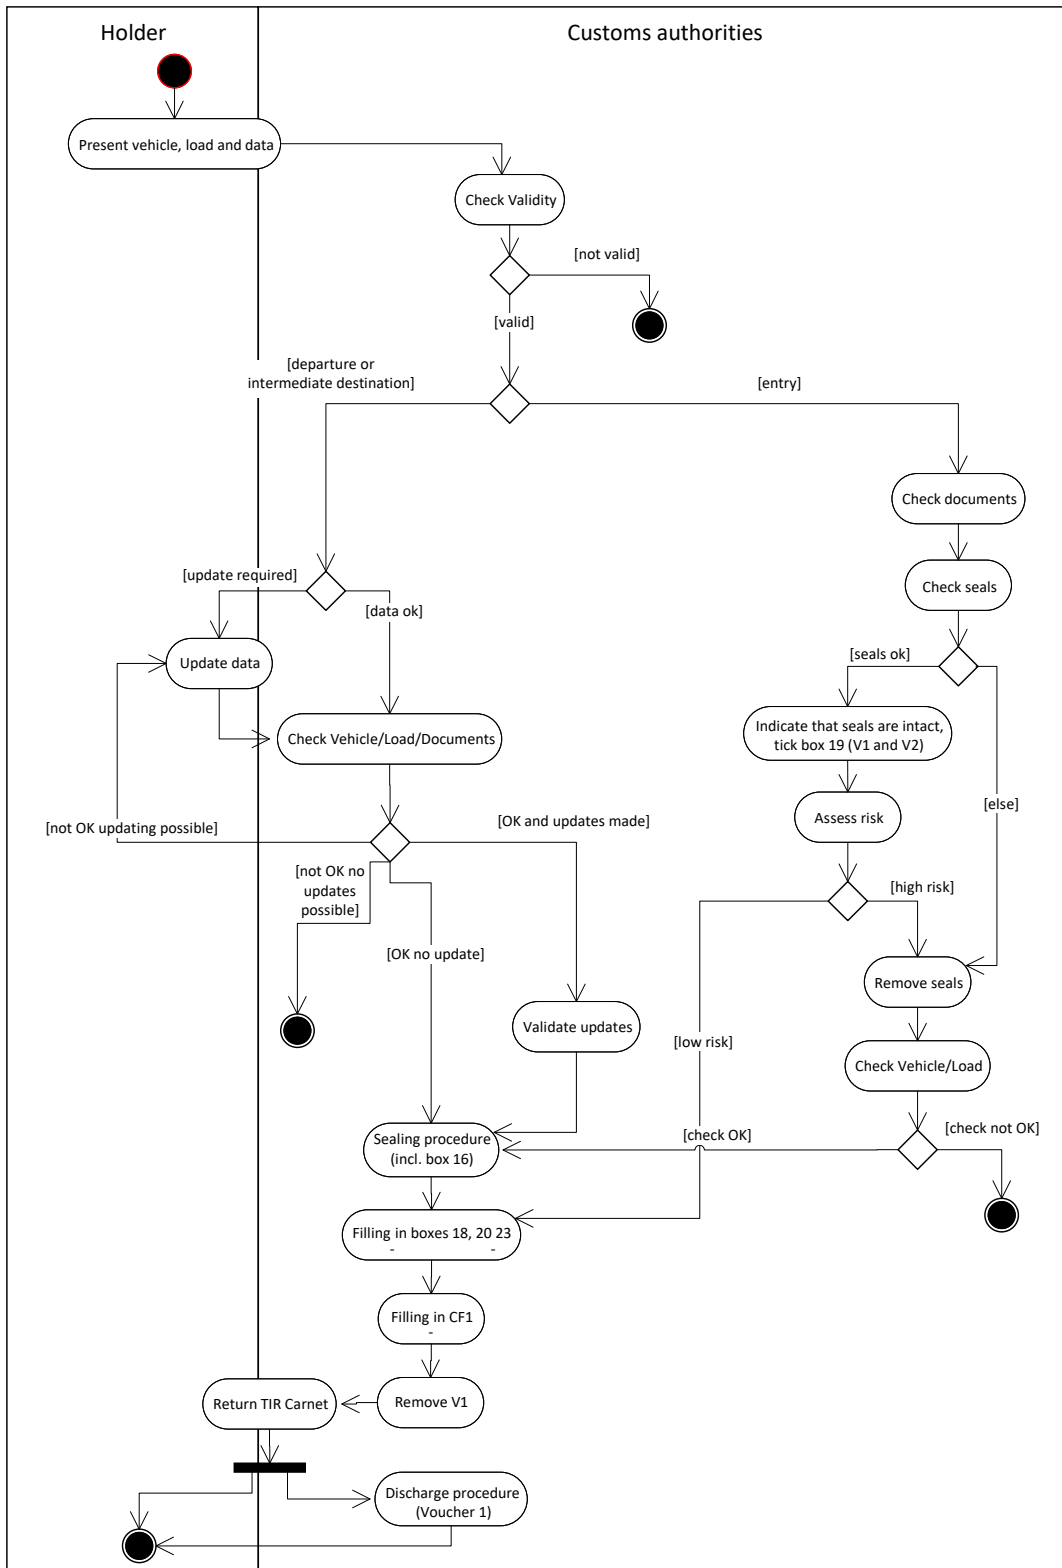 Holder
Customs authorities
Present vehicle, load and data
Check Validity
[not valid]
[valid]
[departure or
intermediate destination]
[entry]
Check documents
[update required]
[data ok]
Check seals
Update data
[seals ok]
Check Vehicle/Load/Documents
Indicate that seals are intact,
tick box 19 (V1 and V2)
[else]
[not OK updating possible]
[OK and updates made]
Assess risk
[not OK no
updates
possible]
[high risk]
[OK no update]
Remove seals
Validate updates
[low risk]
Check Vehicle/Load
Sealing procedure
(incl. box 16)
[check OK]
[check not OK]
Filling in boxes 18, 20 23
- -
Filling in CF1
-
Return TIR Carnet
Remove V1
Discharge procedure
(Voucher 1)